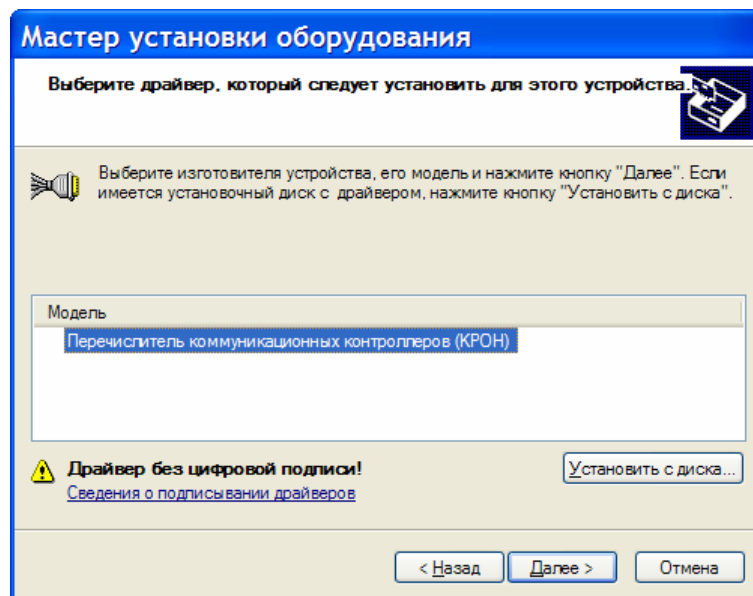 Мастер установки оборудования
Выберите драйвер, который следует установить для этого устройства.
Выберите изготовителя устройства, его модель и нажмите кнопку "Далее". Если
имеется установочный диск с драйвером, нажмите кнопку "Установить с диска".
Модель
Перечислитель коммуникационных контроллеров (КРОН)
Драйвер без цифровой подписи!
Установить с диска...
Сведения о подписывании драйверов
< Назад
Далее >
Отмена